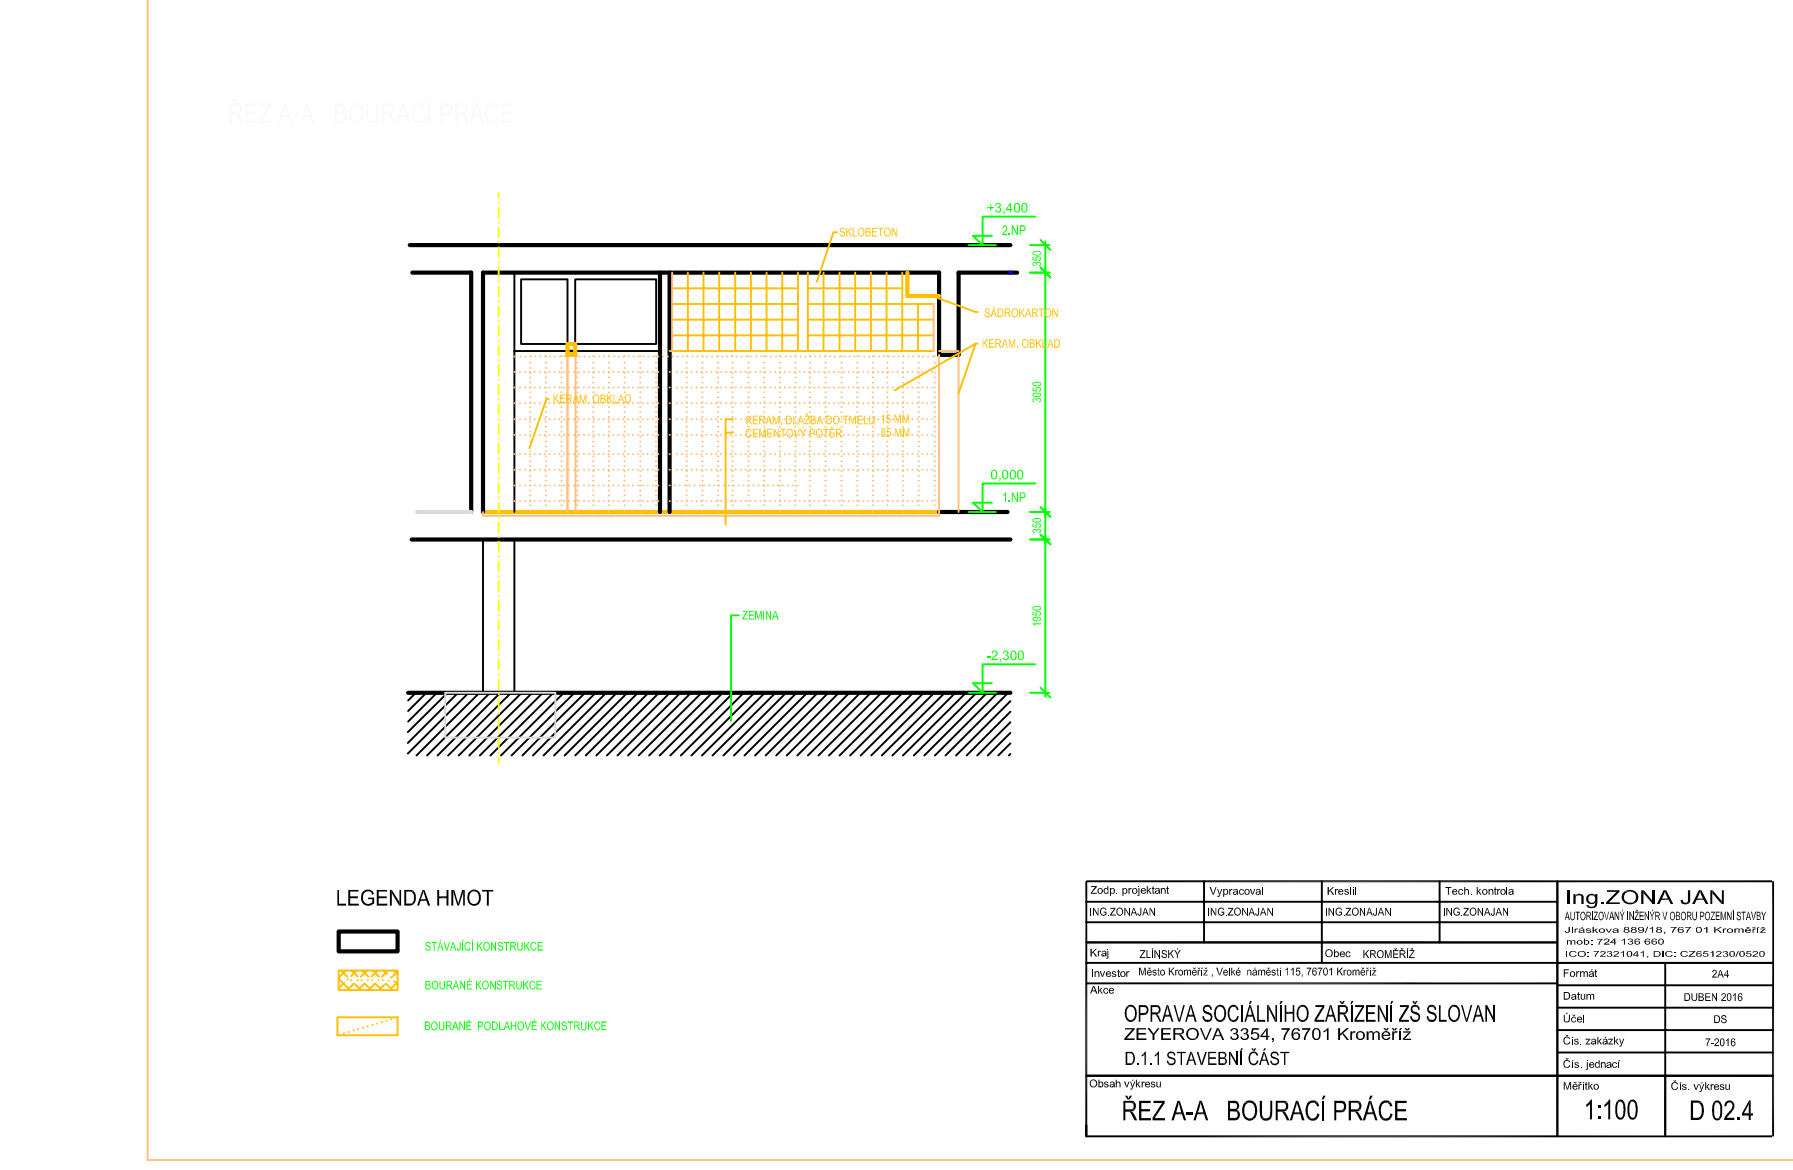 ŘEZ A-A BOURACÍ PRÁCE
+3,400
2.NP
SKLOBETON
350
SÁDROKARTON
KERAM. OBKLAD
3050
KERAM. OBKLAD
KERAM. DLAŽBA DO TMELU 15 MM
CEMENTOVÝ POTĚR 85 MM
0,000
1.NP
350
ZEMINA
1950
-2,300
LEGENDA HMOT
STÁVAJÍCÍ KONSTRUKCE
BOURANÉ KONSTRUKCE
BOURANÉ PODLAHOVÉ KONSTRUKCE
Zodp. projektant Vypracoval Kreslil Tech. kontrola
ING.ZONAJAN ING.ZONAJAN ING.ZONAJAN ING.ZONAJAN
Kraj ZLÍNSKÝ Obec KROMĚŘÍŽ
Investor Město Kroměříž , Velké náměstí 115, 76701 Kroměříž
Akce
OPRAVA SOCIÁLNÍHO ZAŘÍZENÍ ZŠ SLOVAN
ZEYEROVA 3354, 76701 Kroměříž
D.1.1 STAVEBNÍ ČÁST
Obsah výkresu
ŘEZ A-A BOURACÍ PRÁCE
Ing.ZONA JAN
AUTORIZOVANÝ INŽENÝR V OBORU POZEMNÍ STAVBY
JIráskova 889/18, 767 01 Kroměříž
mob: 724 136 660
ICO: 72321041, DIC: CZ651230/0520
Formát 2A4
Datum DUBEN 2016
Účel DS
Čís. zakázky 7-2016
Čís. jednací
Měřítko Čís. výkresu
1:100 D 02.4